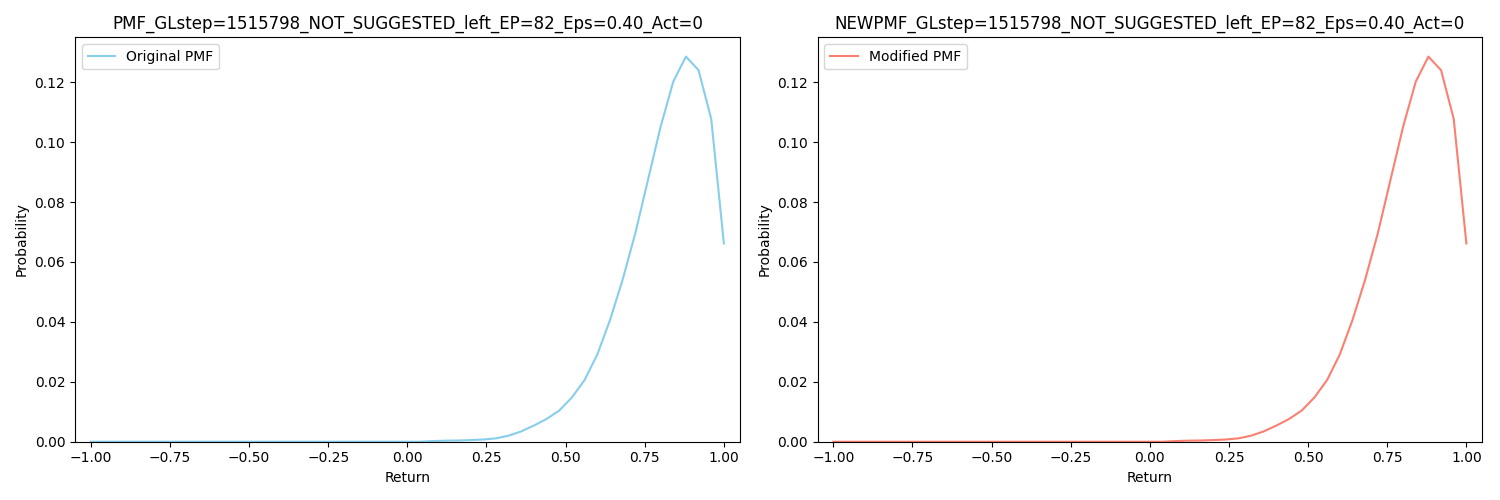 PMF_GLstep=1515798_NOT_SUGGESTED_left_EP=82_Eps=0.40_Act=0
Original PMF
0.12
0.10
0.08
0.06
0.04
0.02
0.00
Probability
−1.00 −0.75 −0.50 −0.25 0.00 0.25 0.50 0.75 1.00
Return
NEWPMF_GLstep=1515798_NOT_SUGGESTED_left_EP=82_Eps=0.40_Act=0
Modified PMF
0.12
0.10
0.08
0.06
0.04
0.02
0.00
Probability
−1.00 −0.75 −0.50 −0.25 0.00 0.25 0.50 0.75 1.00
Return